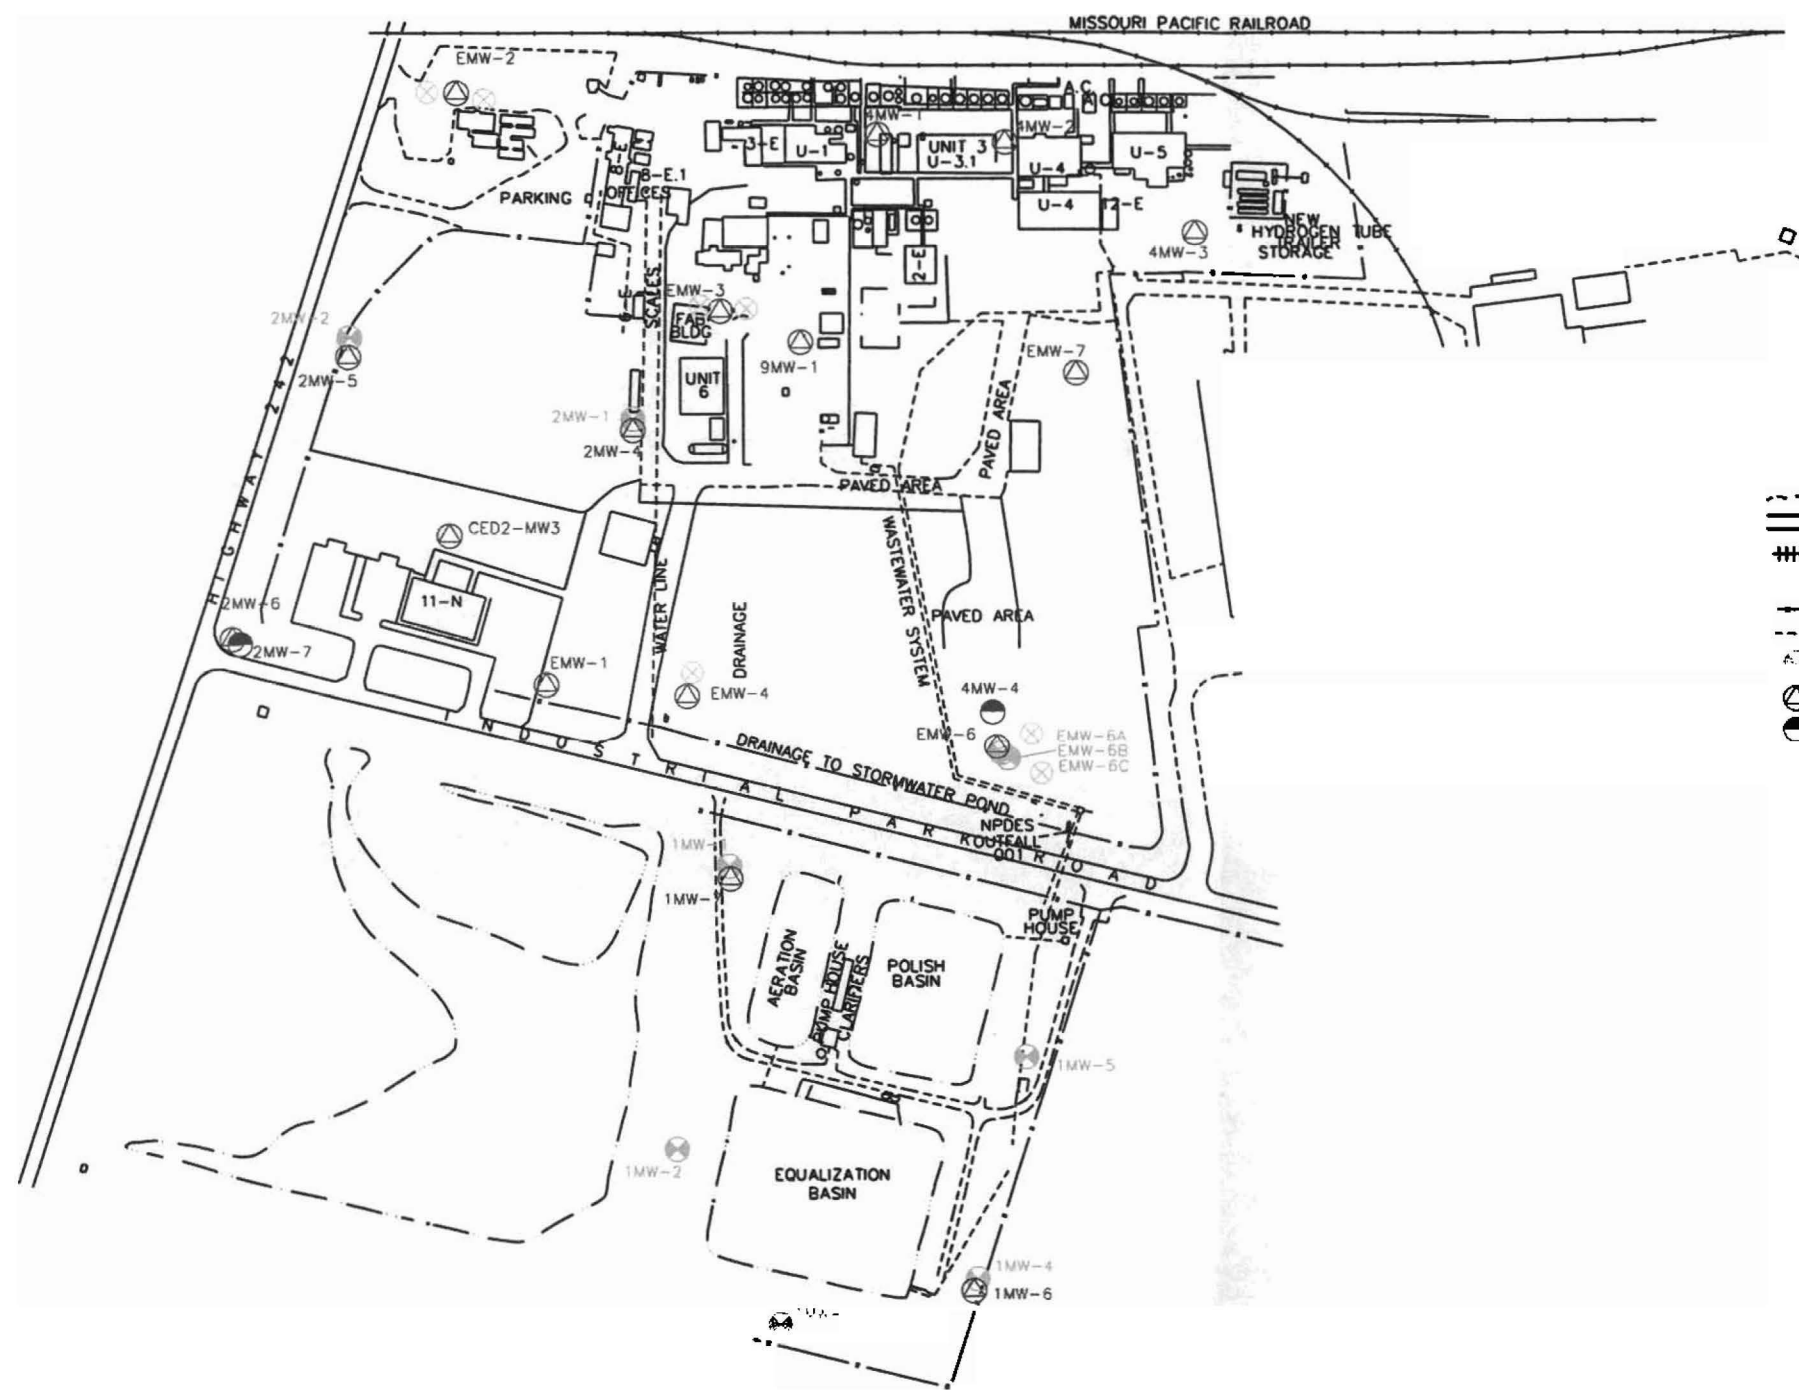 MISSOURI PACIFIC RAILROAD
EMW-2
A.C.
4MW-1
4MW-2
3-E
U-1
UNIT 3
U-3.1
U-4
U-5
8-E
8-E.1
OFFICES
PARKING
U-4
12-E
NEW
HYDROGEN TUBE
TRAILER
STORAGE
4MW-3
2-E
SCALES
EMW-3
FAB
BLDG
2MW-2
2MW-5
9MW-1
EMW-7
UNIT
6
2MW-1
2MW-4
PAVED AREA
PAVED AREA
HIGHWAY 242
CED2-MW3
WASTEWATER SYSTEM
WATER LINE
DRAINAGE
11-N
PAVED AREA
2MW-6
2MW-7
EMW-1
EMW-4
4MW-4
EMW-6
EMW-6A
EMW-6B
EMW-6C
DRAINAGE TO STORMWATER POND
INDUSTRIAL PARK ROAD
NPDES
OUTFALL
001
1MW-
1MW-
PUMP
HOUSE
AERATION
BASIN
PUMP HOUSE
CLARIFIERS
POLISH
BASIN
1MW-5
1MW-2
EQUALIZATION
BASIN
1MW-4
1MW-6